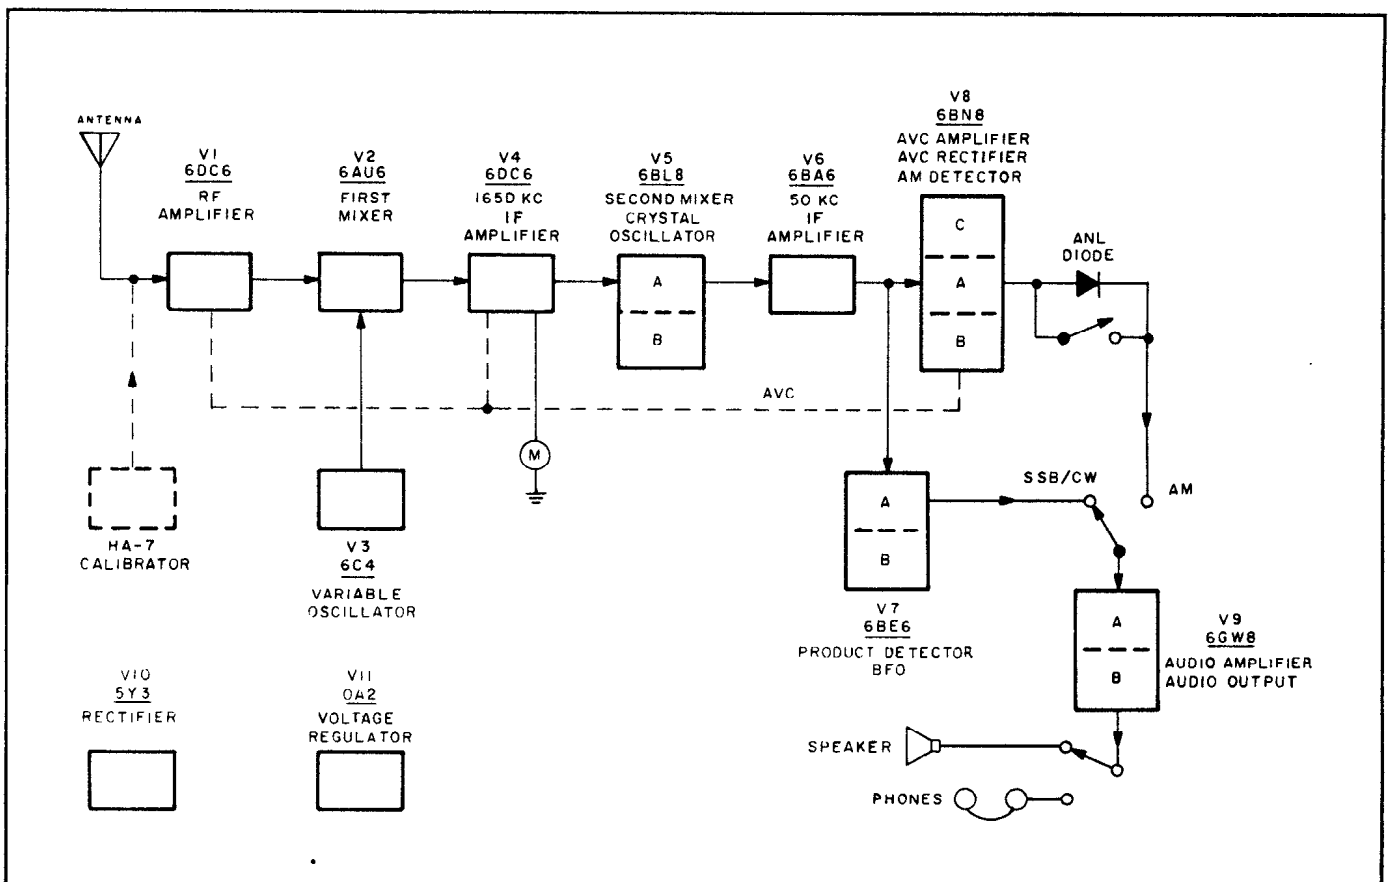 ANTENNA
V1
6DC6
RF
AMPLIFIER
V2
6AU6
FIRST
MIXER
V4
6DC6
1650 KC
IF
AMPLIFIER
V5
6BL8
SECOND MIXER
CRYSTAL
OSCILLATOR
A
B
V6
6BA6
50 KC
IF
AMPLIFIER
V8
6BN8
AVC AMPLIFIER
AVC RECTIFIER
AM DETECTOR
C
A
B
ANL
DIODE
AVC
M
HA-7
CALIBRATOR
V3
6C4
VARIABLE
OSCILLATOR
A
B
V7
6BE6
PRODUCT DETECTOR
BFO
SSB/CW
AM
A
B
V9
6GW8
AUDIO AMPLIFIER
AUDIO OUTPUT
V10
5Y3
RECTIFIER
V11
OA2
VOLTAGE
REGULATOR
SPEAKER
PHONES